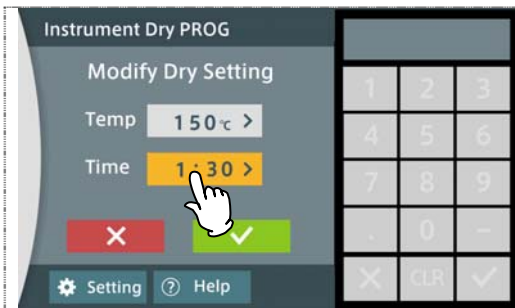 Instrument Dry PROG
Modify Dry Setting
Temp 150℃ >
Time 1:30 >
Setting ? Help
1 2 3
4 5 6
7 8 9
. 0 -
X CLR ✓